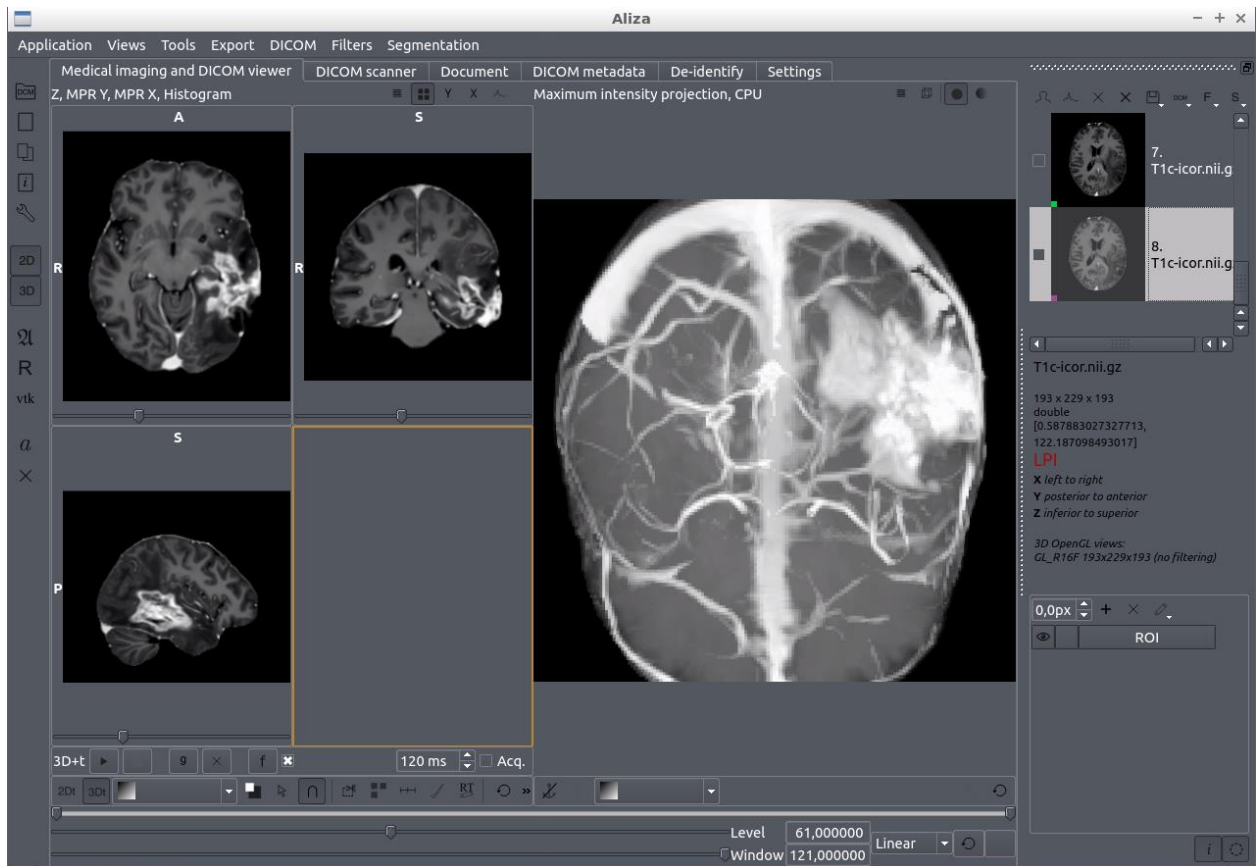 Aliza
Application Views Tools Export DICOM Filters Segmentation
Medical imaging and DICOM viewer DICOM scanner Document DICOM metadata De-identify Settings
Z, MPR Y, MPR X, Histogram Y X Maximum intensity projection, CPU
DCM
DCM F S
A
S
R
R
S
P
2D
3D
𝔄
R
vtk
a
7.
T1c-icor.nii.g
8.
T1c-icor.nii.g
T1c-icor.nii.gz
193 x 229 x 193
double
[0.587883027327713,
122.187098493017]
LPI
X left to right
Y posterior to anterior
Z inferior to superior
3D OpenGL views:
GL_R16F 193x229x193 (no filtering)
0,0px
ROI
3D+t g f 120 ms Acq.
2Dt 3Dt RT »
Level 61,000000
Window 121,000000
Linear
i